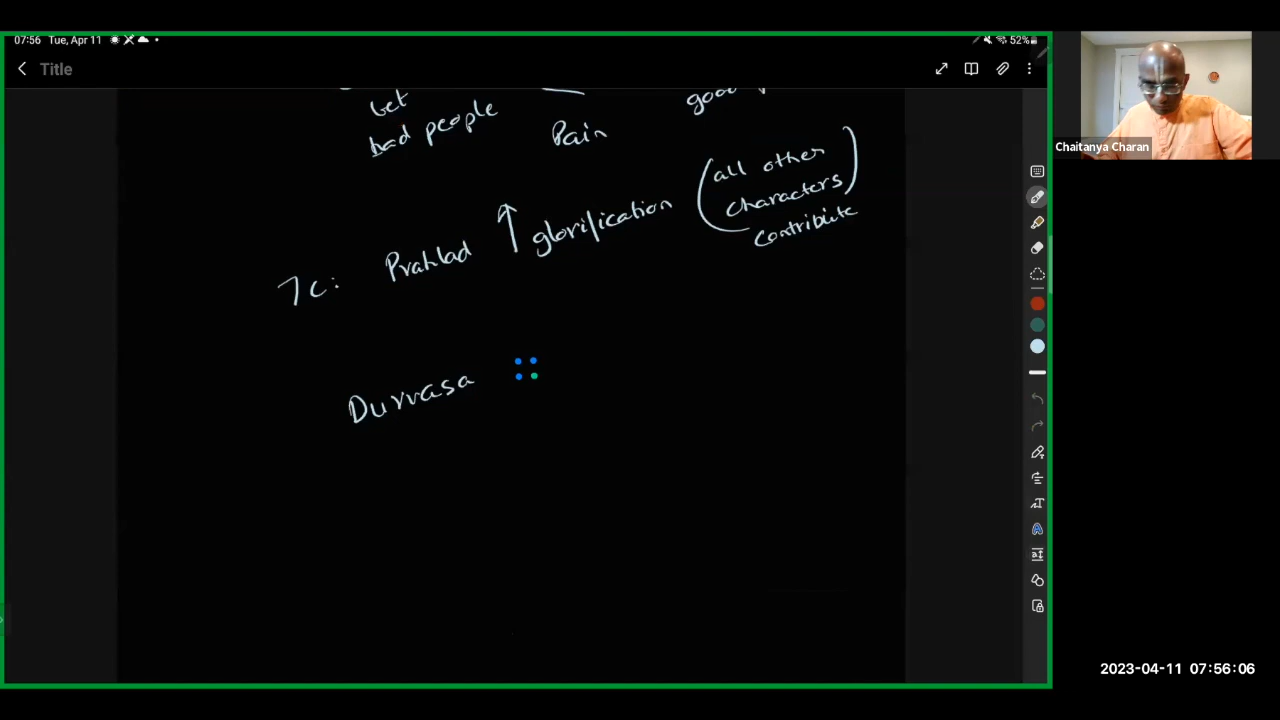 07:56 Tue, Apr 11
52%
Title
let
bad people
Pain
good
7c: Prahlad ↑ glorification (all other characters) contribute
Durvasa
Chaitanya Charan
2023-04-11 07:56:06